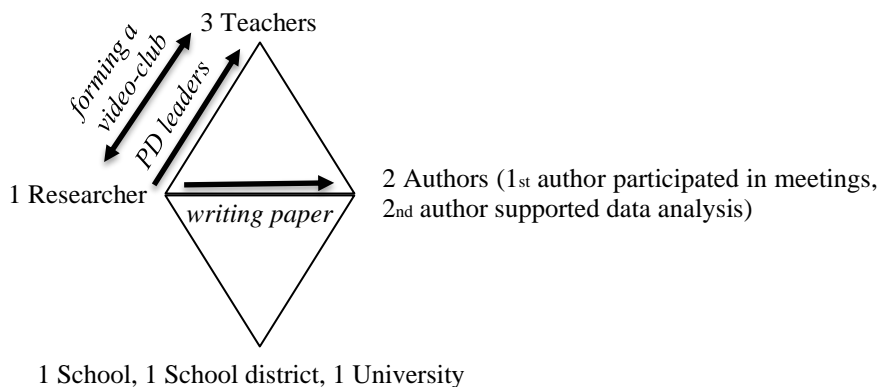 3 Teachers
forming a
video-club
PD leaders
1 Researcher
writing paper
2 Authors (1st author participated in meetings,
2nd author supported data analysis)
1 School, 1 School district, 1 University